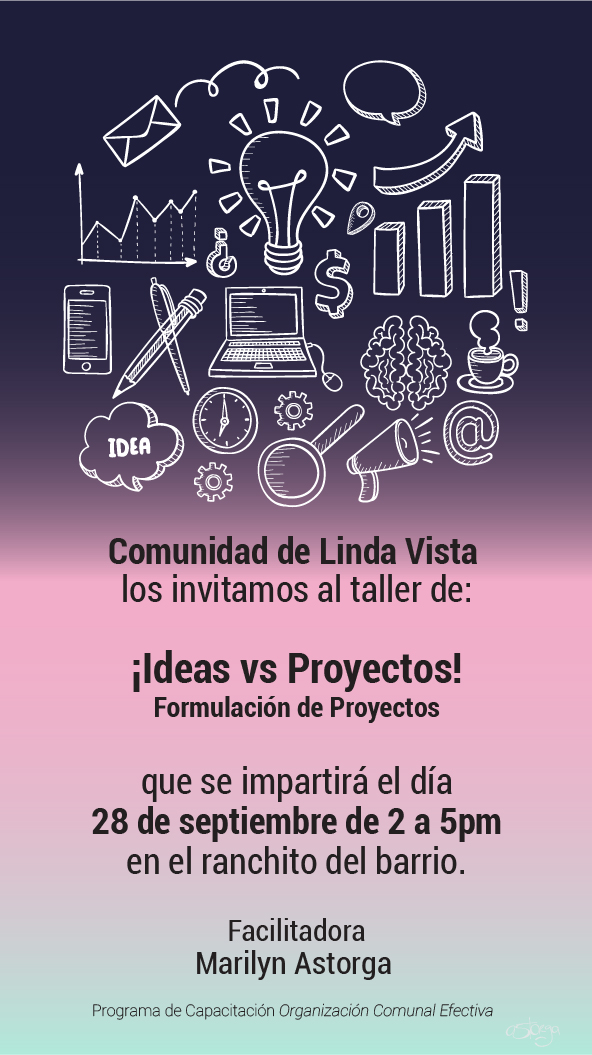 IDEA
Comunidad de Linda Vista
los invitamos al taller de:
¡Ideas vs Proyectos!
Formulación de Proyectos
que se impartirá el día
28 de septiembre de 2 a 5pm
en el ranchito del barrio.
Facilitadora
Marilyn Astorga
Programa de Capacitación Organización Comunal Efectiva